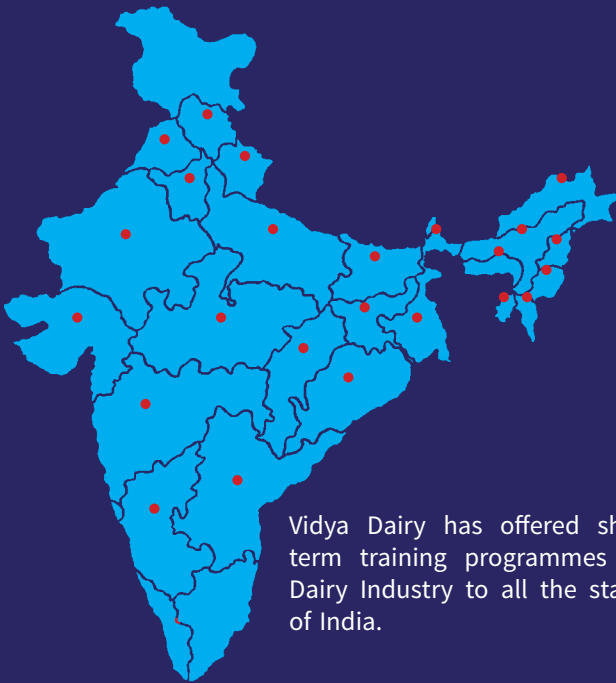 Vidya Dairy has offered sh
term training programmes
Dairy Industry to all the sta
of India.